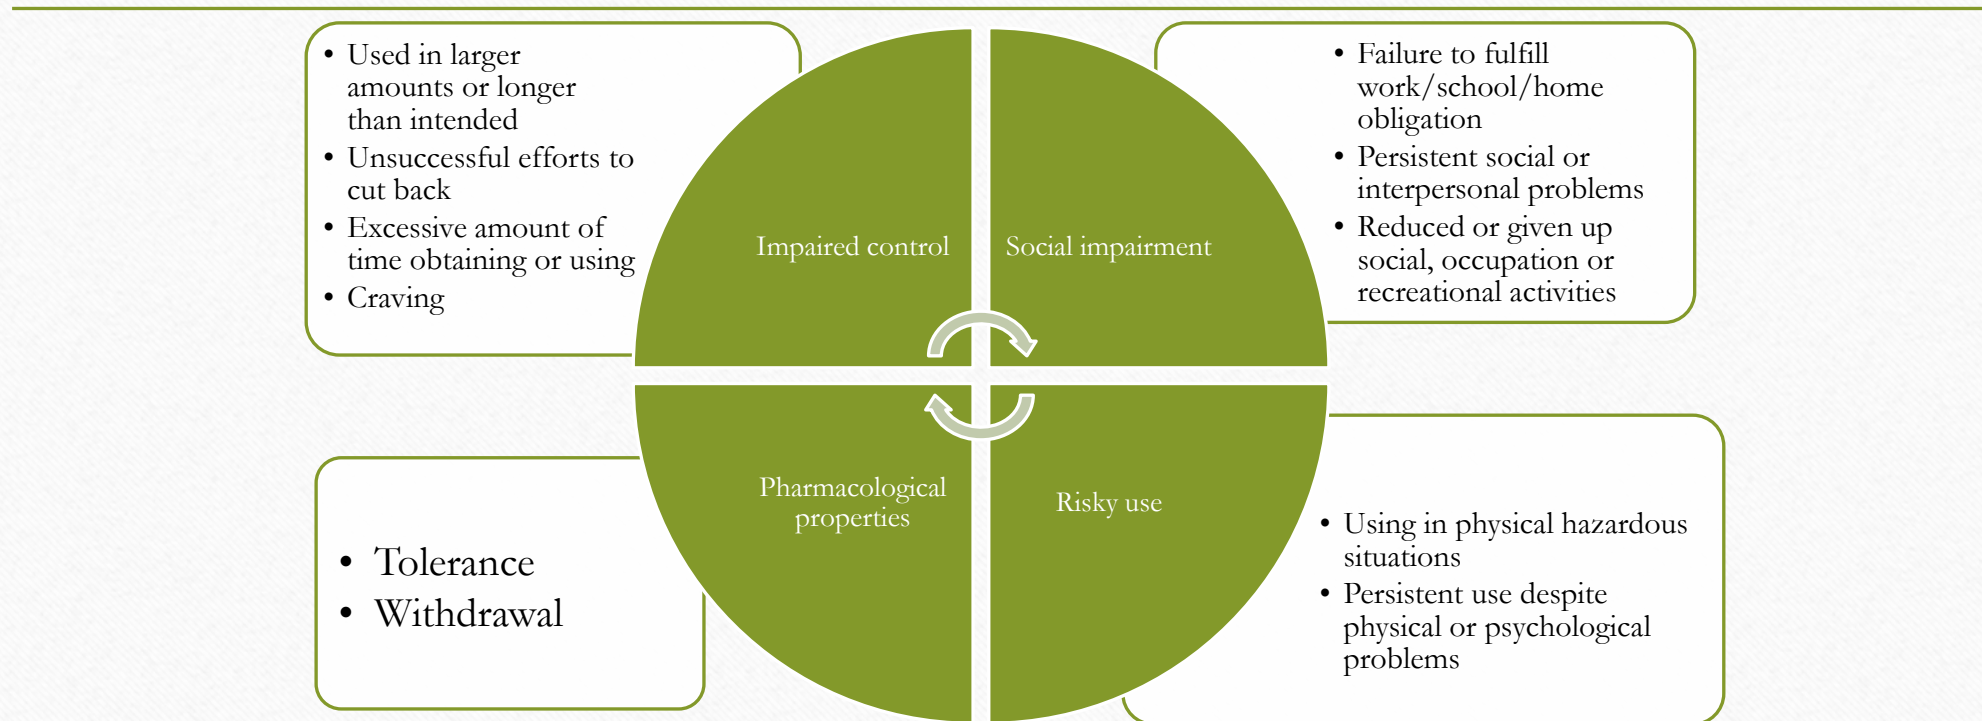 • Used in larger
amounts or longer
than intended
• Unsuccessful efforts to
cut back
• Excessive amount of
time obtaining or using
• Craving
Impaired control
Social impairment
• Failure to fulfill
work/school/home
obligation
• Persistent social or
interpersonal problems
• Reduced or given up
social, occupation or
recreational activities
• Tolerance
• Withdrawal
Pharmacological
properties
Risky use
• Using in physical hazardous
situations
• Persistent use despite
physical or psychological
problems